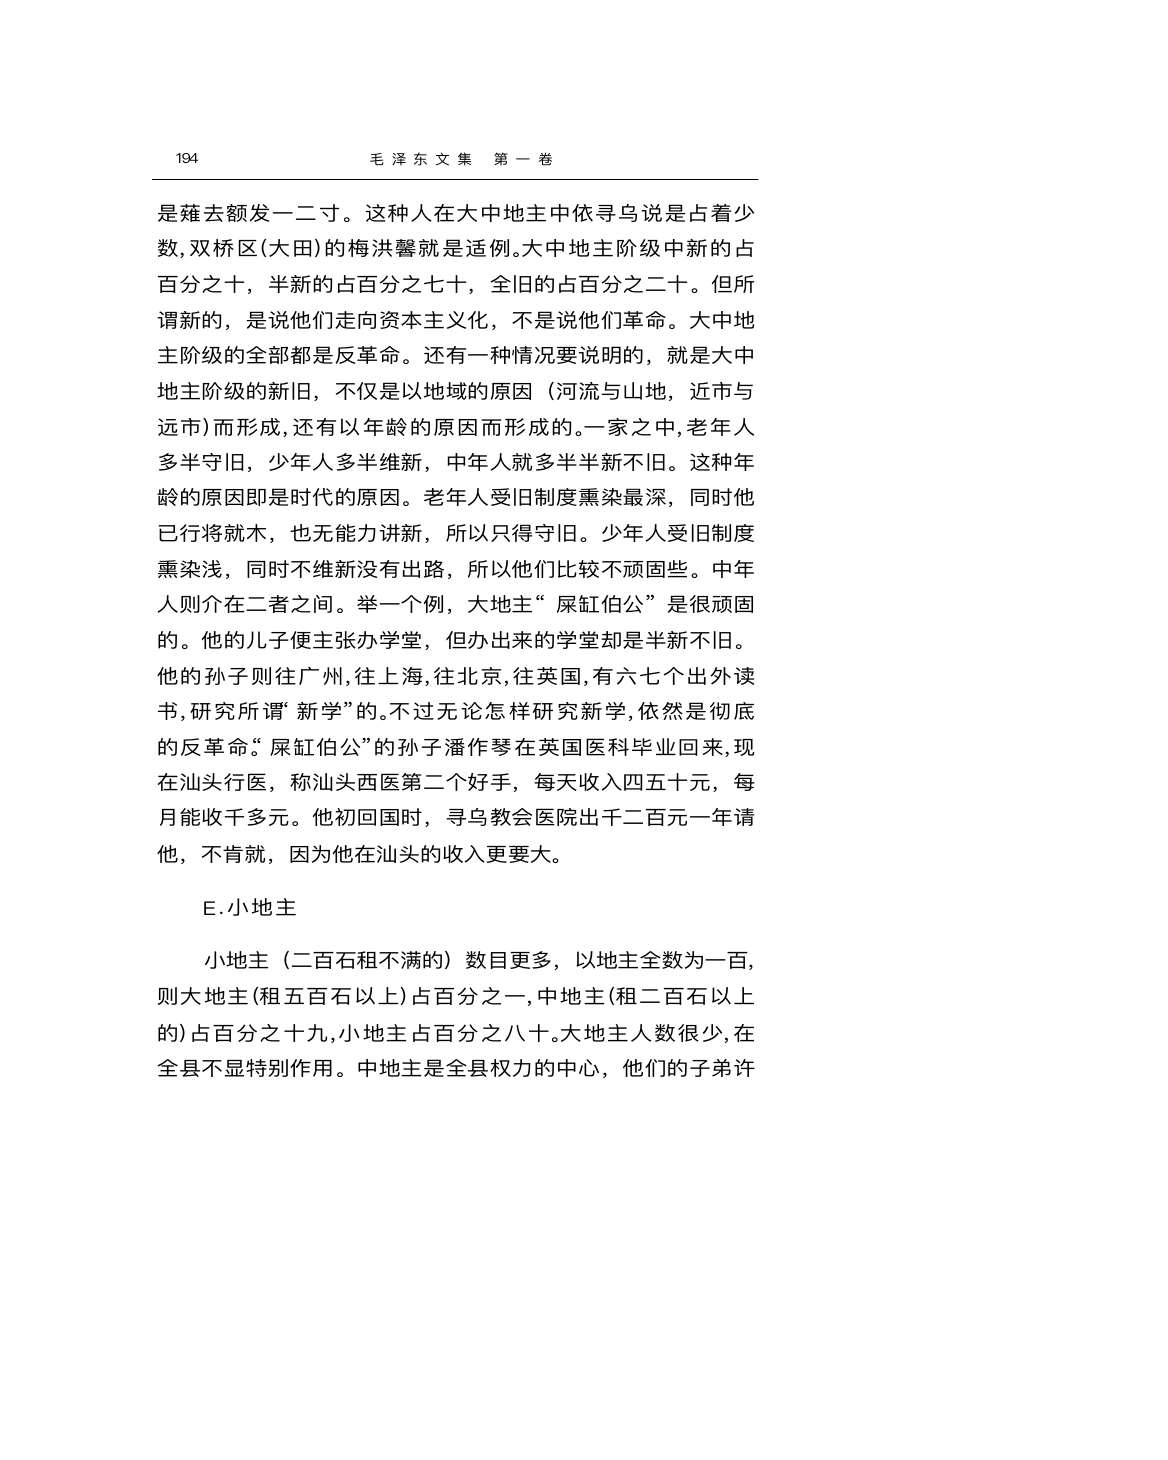 194 毛泽东文集 第一卷
是薙去额发一二寸。这种人在大中地主中依寻乌说是占着少
数,双桥区(大田)的梅洪馨就是适例。大中地主阶级中新的占
百分之十，半新的占百分之七十，全旧的占百分之二十。但所
谓新的，是说他们走向资本主义化，不是说他们革命。大中地
主阶级的全部都是反革命。还有一种情况要说明的，就是大中
地主阶级的新旧，不仅是以地域的原因（河流与山地，近市与
远市)而形成,还有以年龄的原因而形成的。一家之中,老年人
多半守旧，少年人多半维新，中年人就多半半新不旧。这种年
龄的原因即是时代的原因。老年人受旧制度熏染最深，同时他
已行将就木，也无能力讲新，所以只得守旧。少年人受旧制度
熏染浅，同时不维新没有出路，所以他们比较不顽固些。中年
人则介在二者之间。举一个例，大地主“屎缸伯公”是很顽固
的。他的儿子便主张办学堂，但办出来的学堂却是半新不旧。
他的孙子则往广州,往上海,往北京,往英国,有六七个出外读
书,研究所谓“新学”的。不过无论怎样研究新学,依然是彻底
的反革命。“屎缸伯公”的孙子潘作琴在英国医科毕业回来,现
在汕头行医，称汕头西医第二个好手，每天收入四五十元，每
月能收千多元。他初回国时，寻乌教会医院出千二百元一年请
他，不肯就，因为他在汕头的收入更要大。
E.小地主
小地主（二百石租不满的）数目更多，以地主全数为一百,
则大地主(租五百石以上)占百分之一,中地主(租二百石以上
的)占百分之十九,小地主占百分之八十。大地主人数很少,在
全县不显特别作用。中地主是全县权力的中心，他们的子弟许